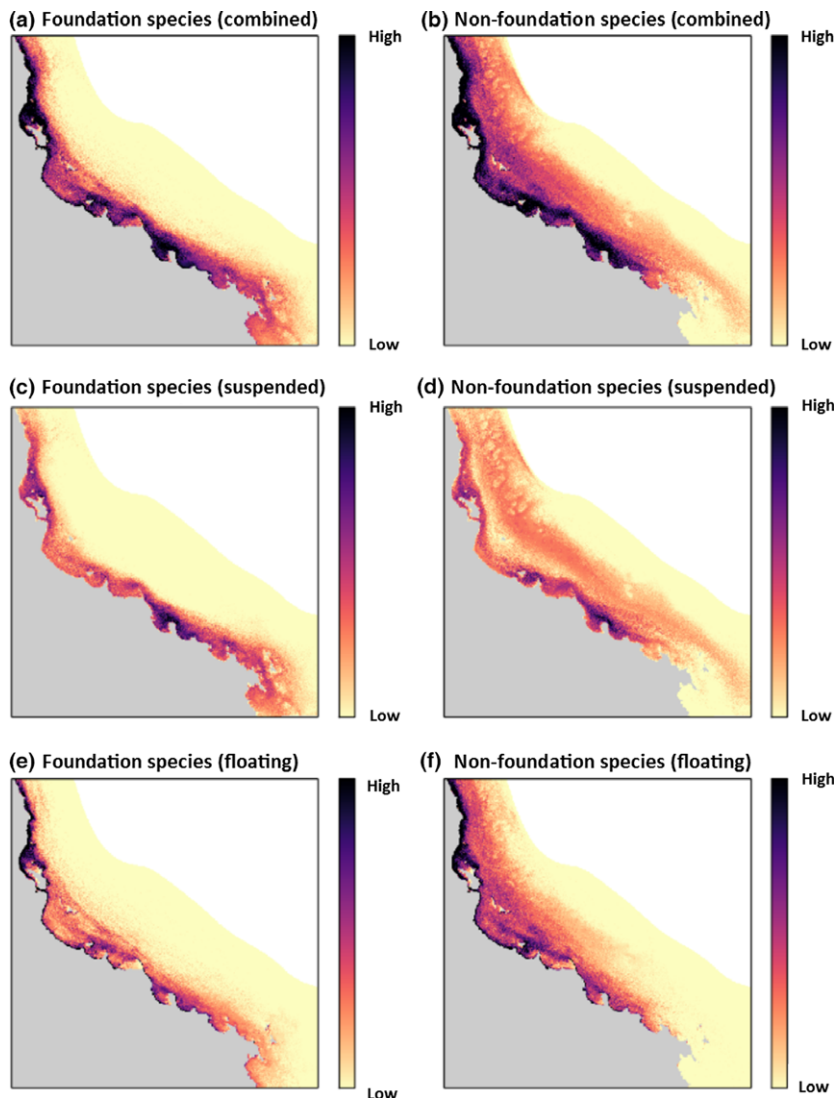 (a) Foundation species (combined)
High
Low
(b) Non-foundation species (combined)
High
Low
(c) Foundation species (suspended)
High
Low
(d) Non-foundation species (suspended)
High
Low
(e) Foundation species (floating)
High
Low
(f) Non-foundation species (floating)
High
Low